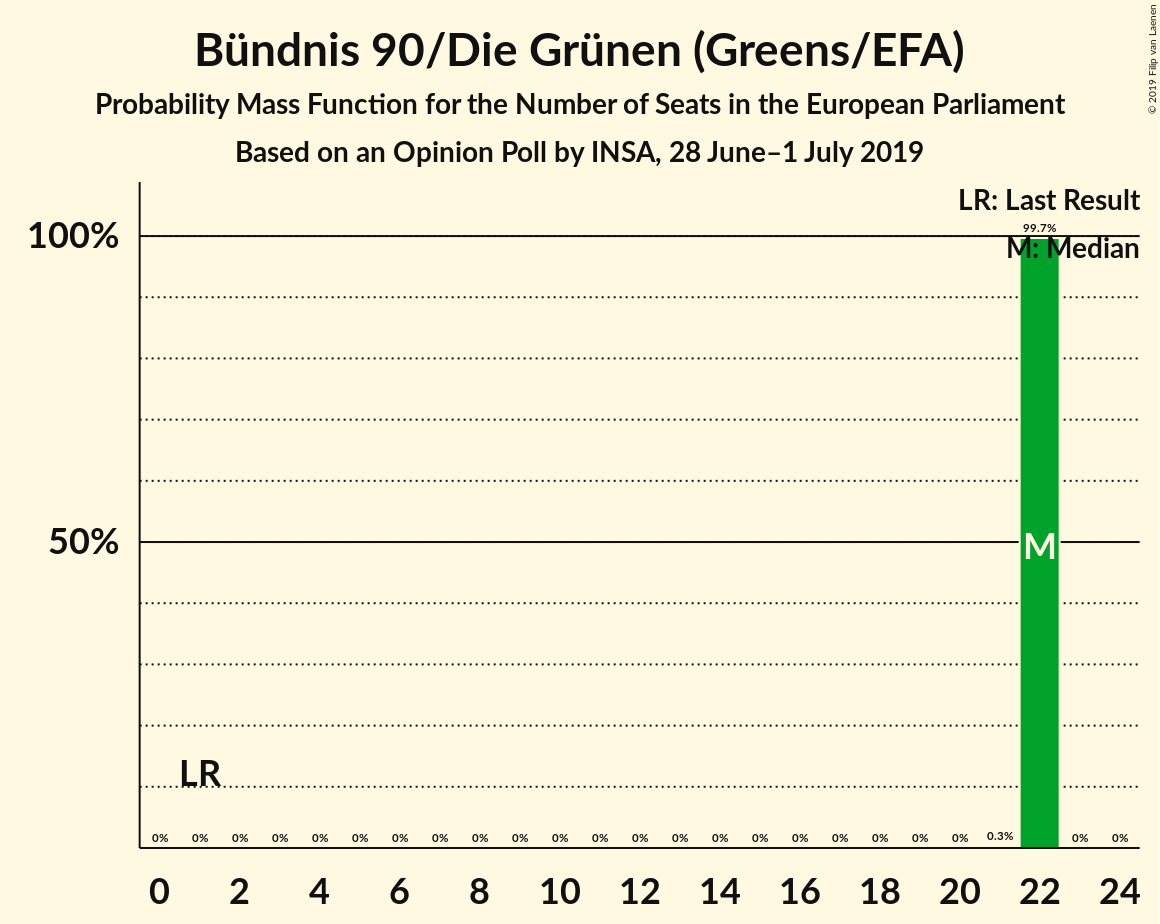 Bündnis 90/Die Grünen (Greens/EFA)
Probability Mass Function for the Number of Seats in the European Parliament
Based on an Opinion Poll by INSA, 28 June–1 July 2019
© 2019 Filip van Laenen
LR: Last Result
99.7%
100%
M: Median
50%
M
LR
0% 0% 0% 0% 0% 0% 0% 0% 0% 0% 0% 0% 0% 0% 0% 0% 0% 0% 0% 0% 0% 0.3% 0% 0%
0 2 4 6 8 10 12 14 16 18 20 22 24